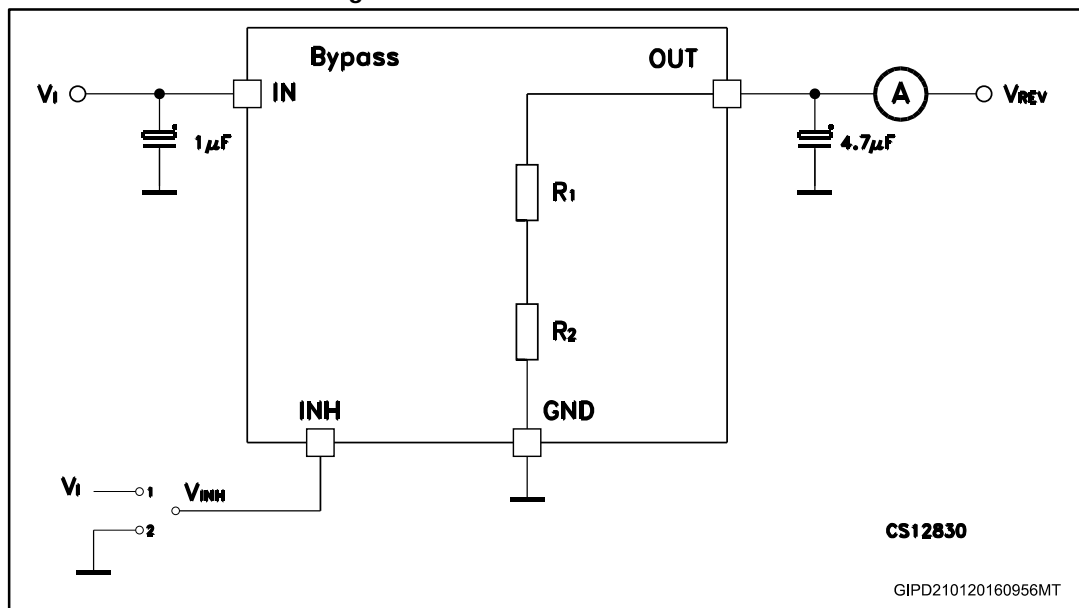 Bypass
OUT
VI
IN
A
VREV
1µF
4.7µF
R1
R2
INH
GND
VI
1
VINH
2
CS12830
GIPD210120160956MT